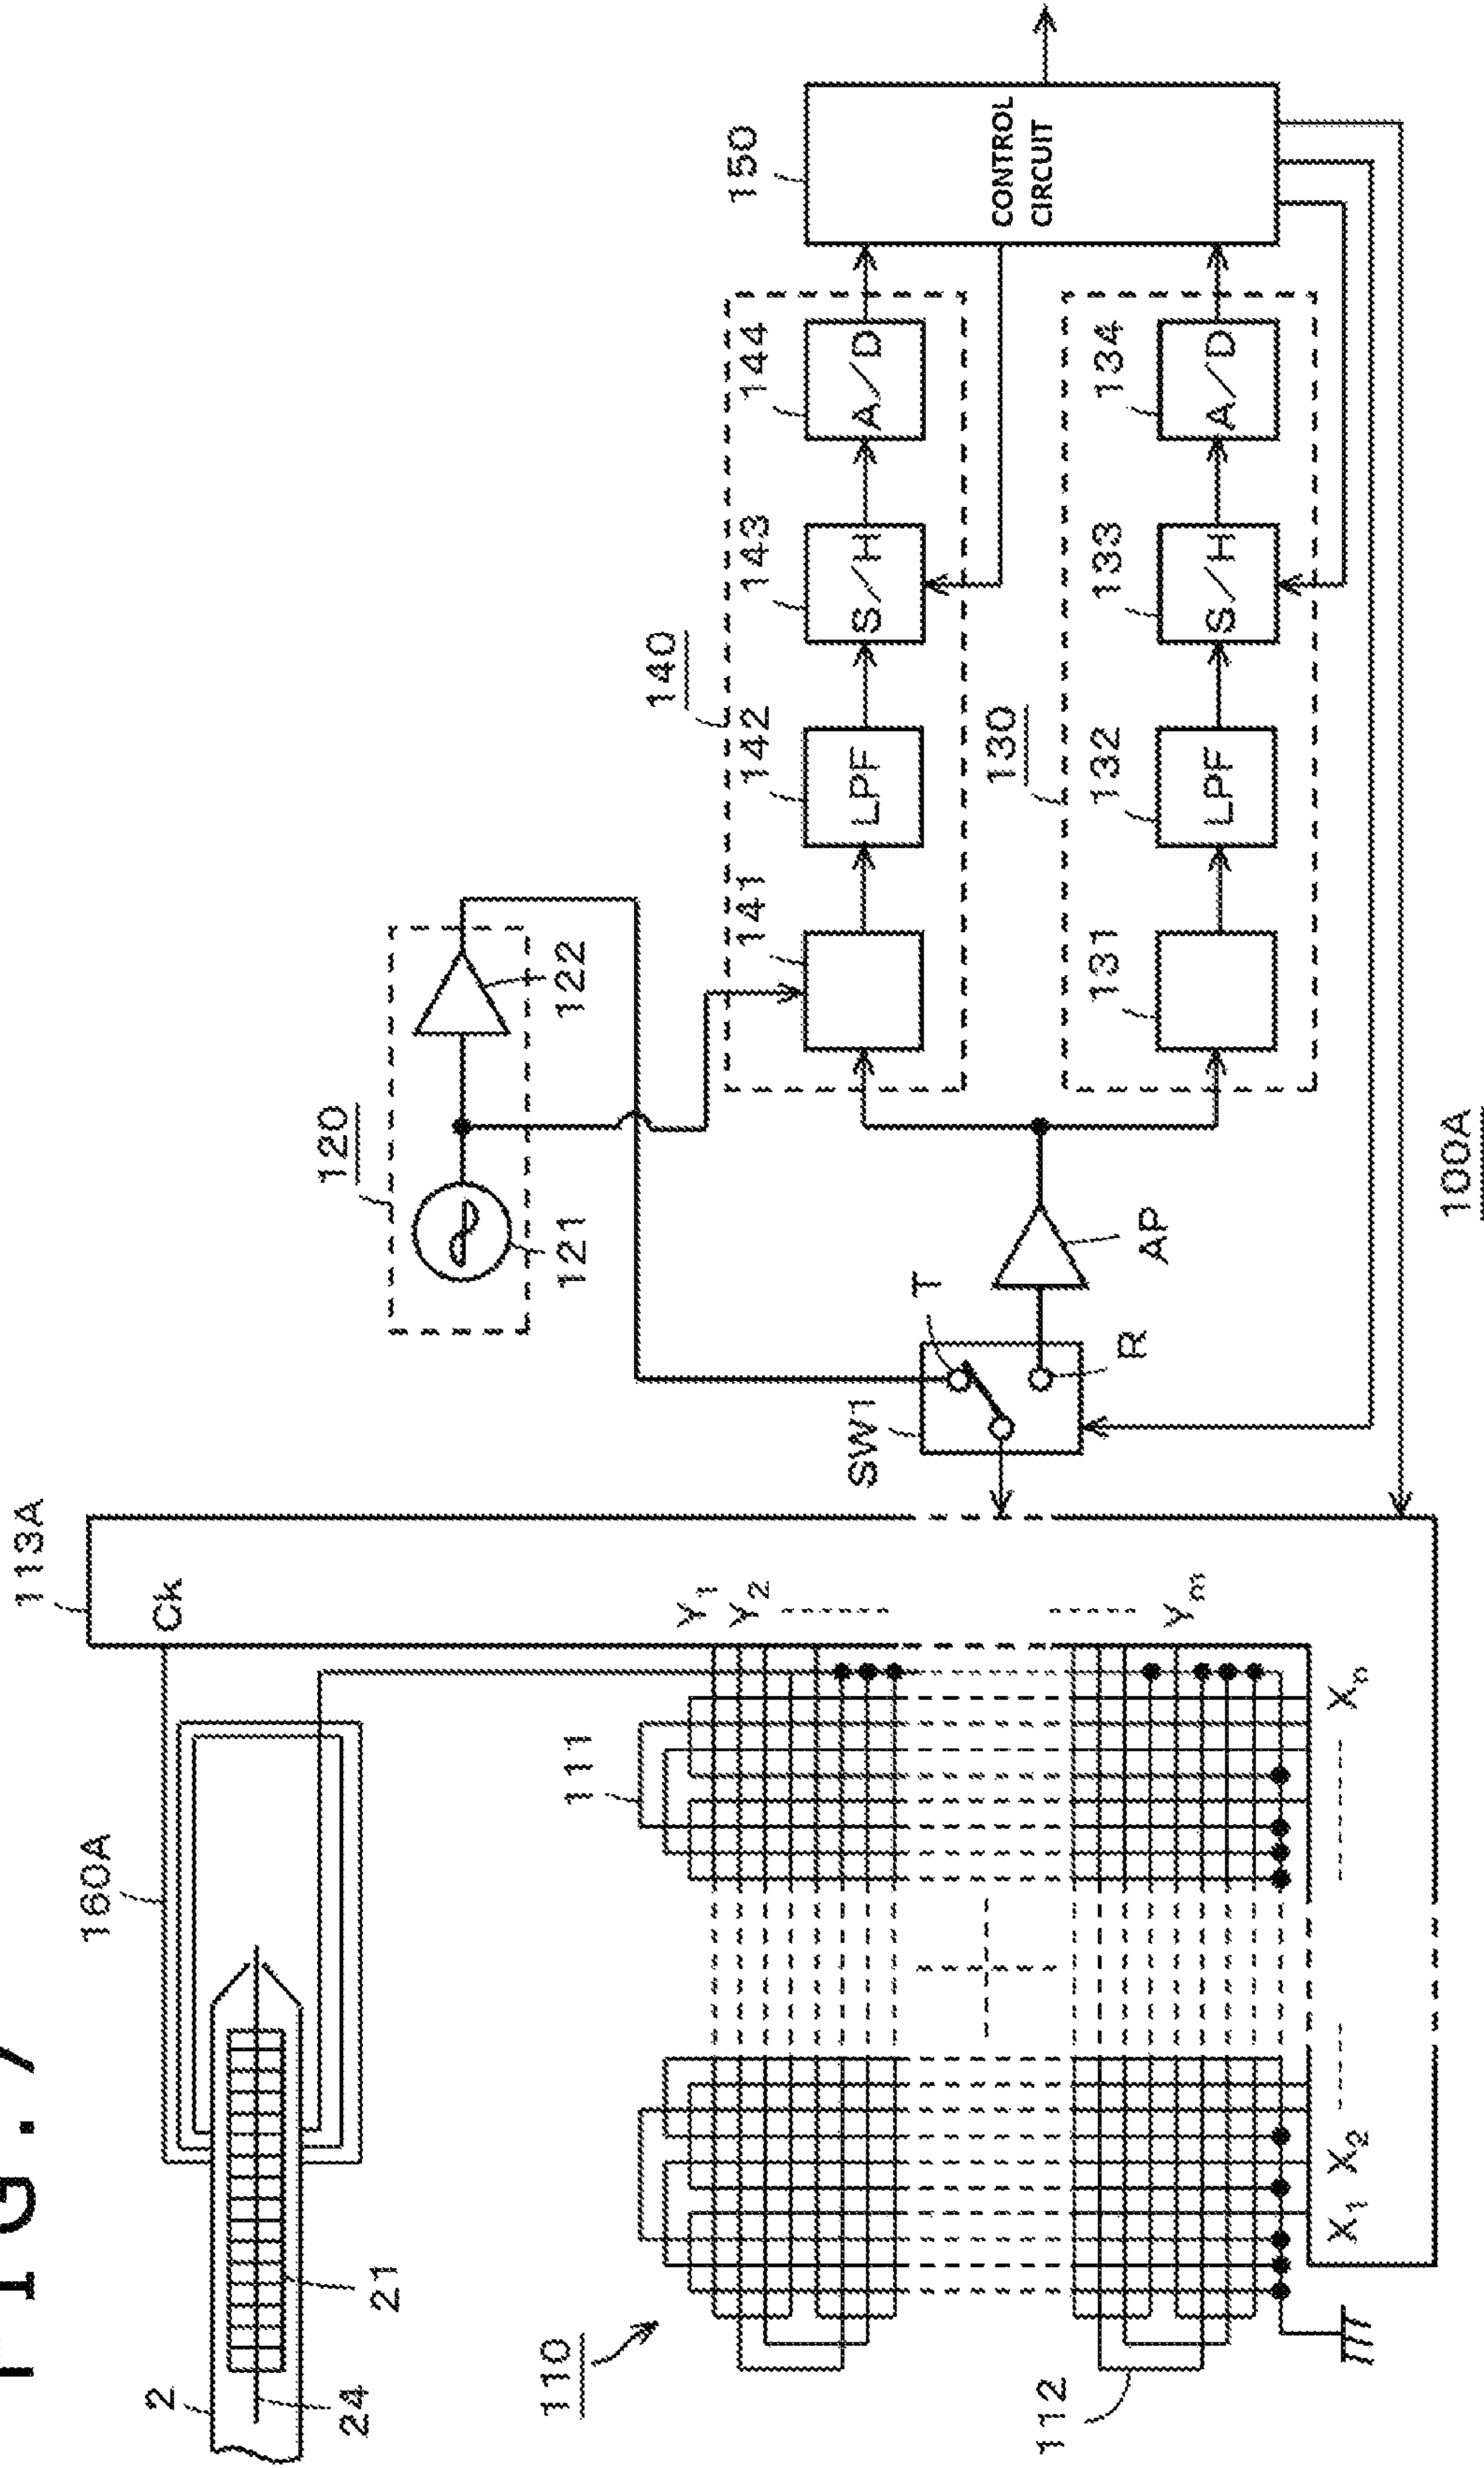 FIG.7
113A
160A
Ck
2
24
21
120
121
122
110
111
112
Y1
Y2
Ym
X1 X2
Xn
SW1
T
R
AP
140
141
142
LPF
143
S/H
144
A/D
130
131
132
LPF
133
S/H
134
A/D
150
CONTROL
CIRCUIT
100A